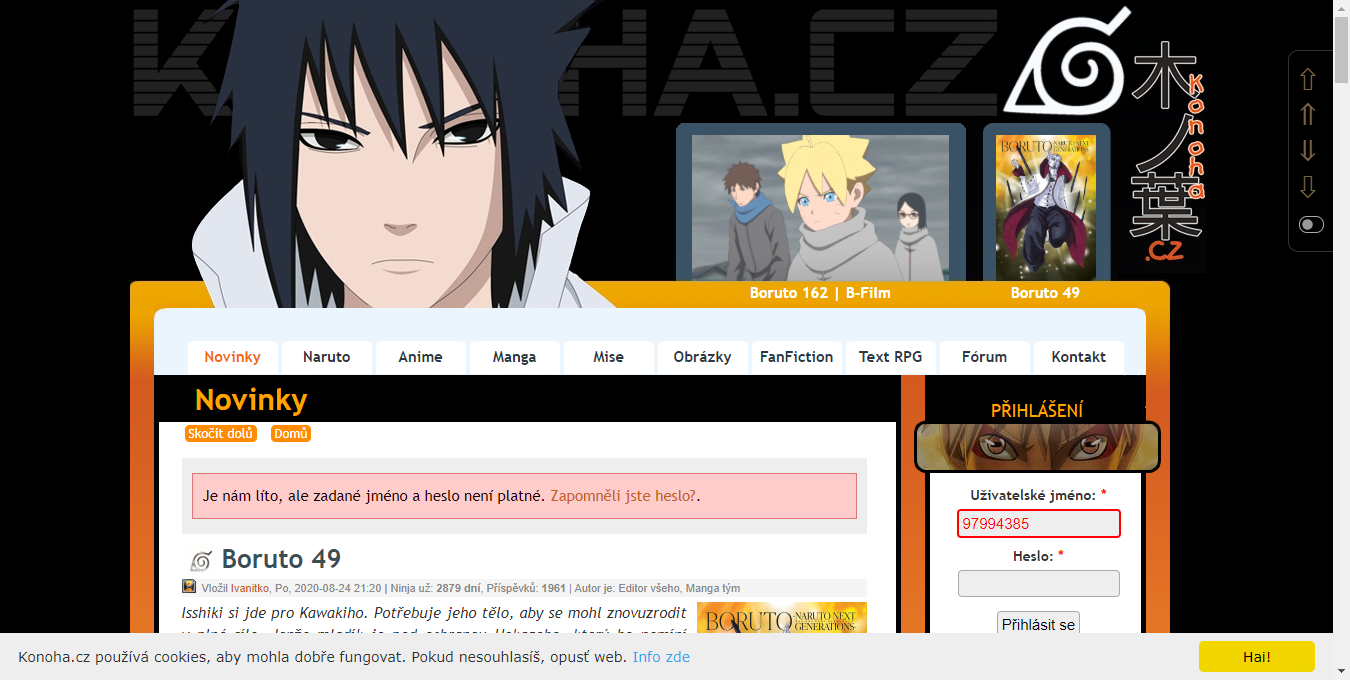 KONOHA.CZ
木ノ葉
Konoha
.CZ
BORUTO NARUTO NEXT GENERATIONS
Boruto 162 | B-Film
Boruto 49
Novinky
Naruto
Anime
Manga
Mise
Obrázky
FanFiction
Text RPG
Fórum
Kontakt
Novinky
Skočit dolů
Domů
Je nám líto, ale zadané jméno a heslo není platné. Zapomněli jste heslo?.
Boruto 49
Vložil Ivanitko, Po, 2020-08-24 21:20 | Ninja už: 2879 dní, Příspěvků: 1961 | Autor je: Editor všeho, Manga tým
Isshiki si jde pro Kawakiho. Potřebuje jeho tělo, aby se mohl znovuzrodit
BORUTO NARUTO NEXT GENERATIONS
PŘIHLÁŠENÍ
Uživatelské jméno: *
97994385
Heslo: *
Přihlásit se
Konoha.cz používá cookies, aby mohla dobře fungovat. Pokud nesouhlasíš, opusť web. Info zde
Hai!